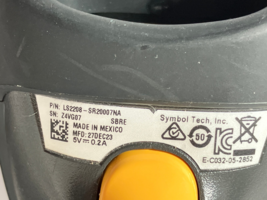 P/N: LS2208-SR20007NA
SN: Z4VG07 SBRE
MADE IN MEXICO
MFD: 27DEC23
5V⎓0.2A
Symbol Tech, Inc.
50
E-C032-05-2852